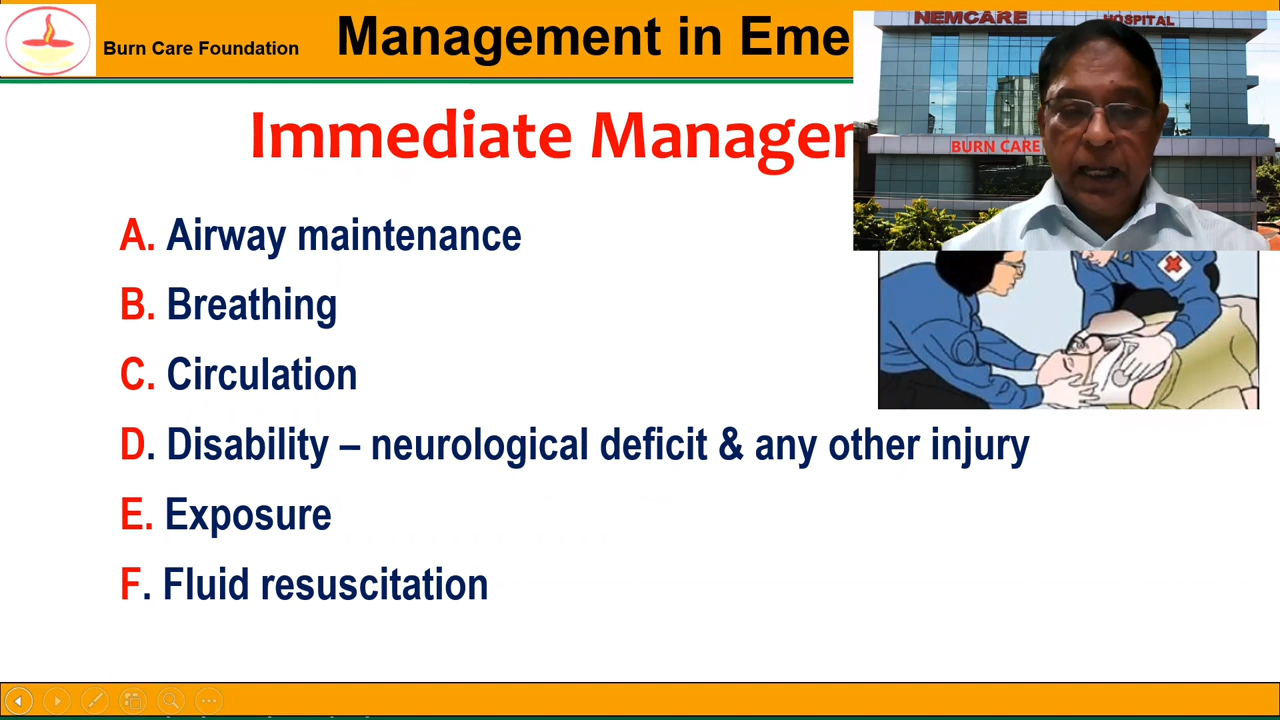 Burn Care Foundation
Management in Eme
NEMCARE HOSPITAL
BURN CARE
Immediate Managem
A. Airway maintenance
B. Breathing
C. Circulation
D. Disability – neurological deficit & any other injury
E. Exposure
F. Fluid resuscitation